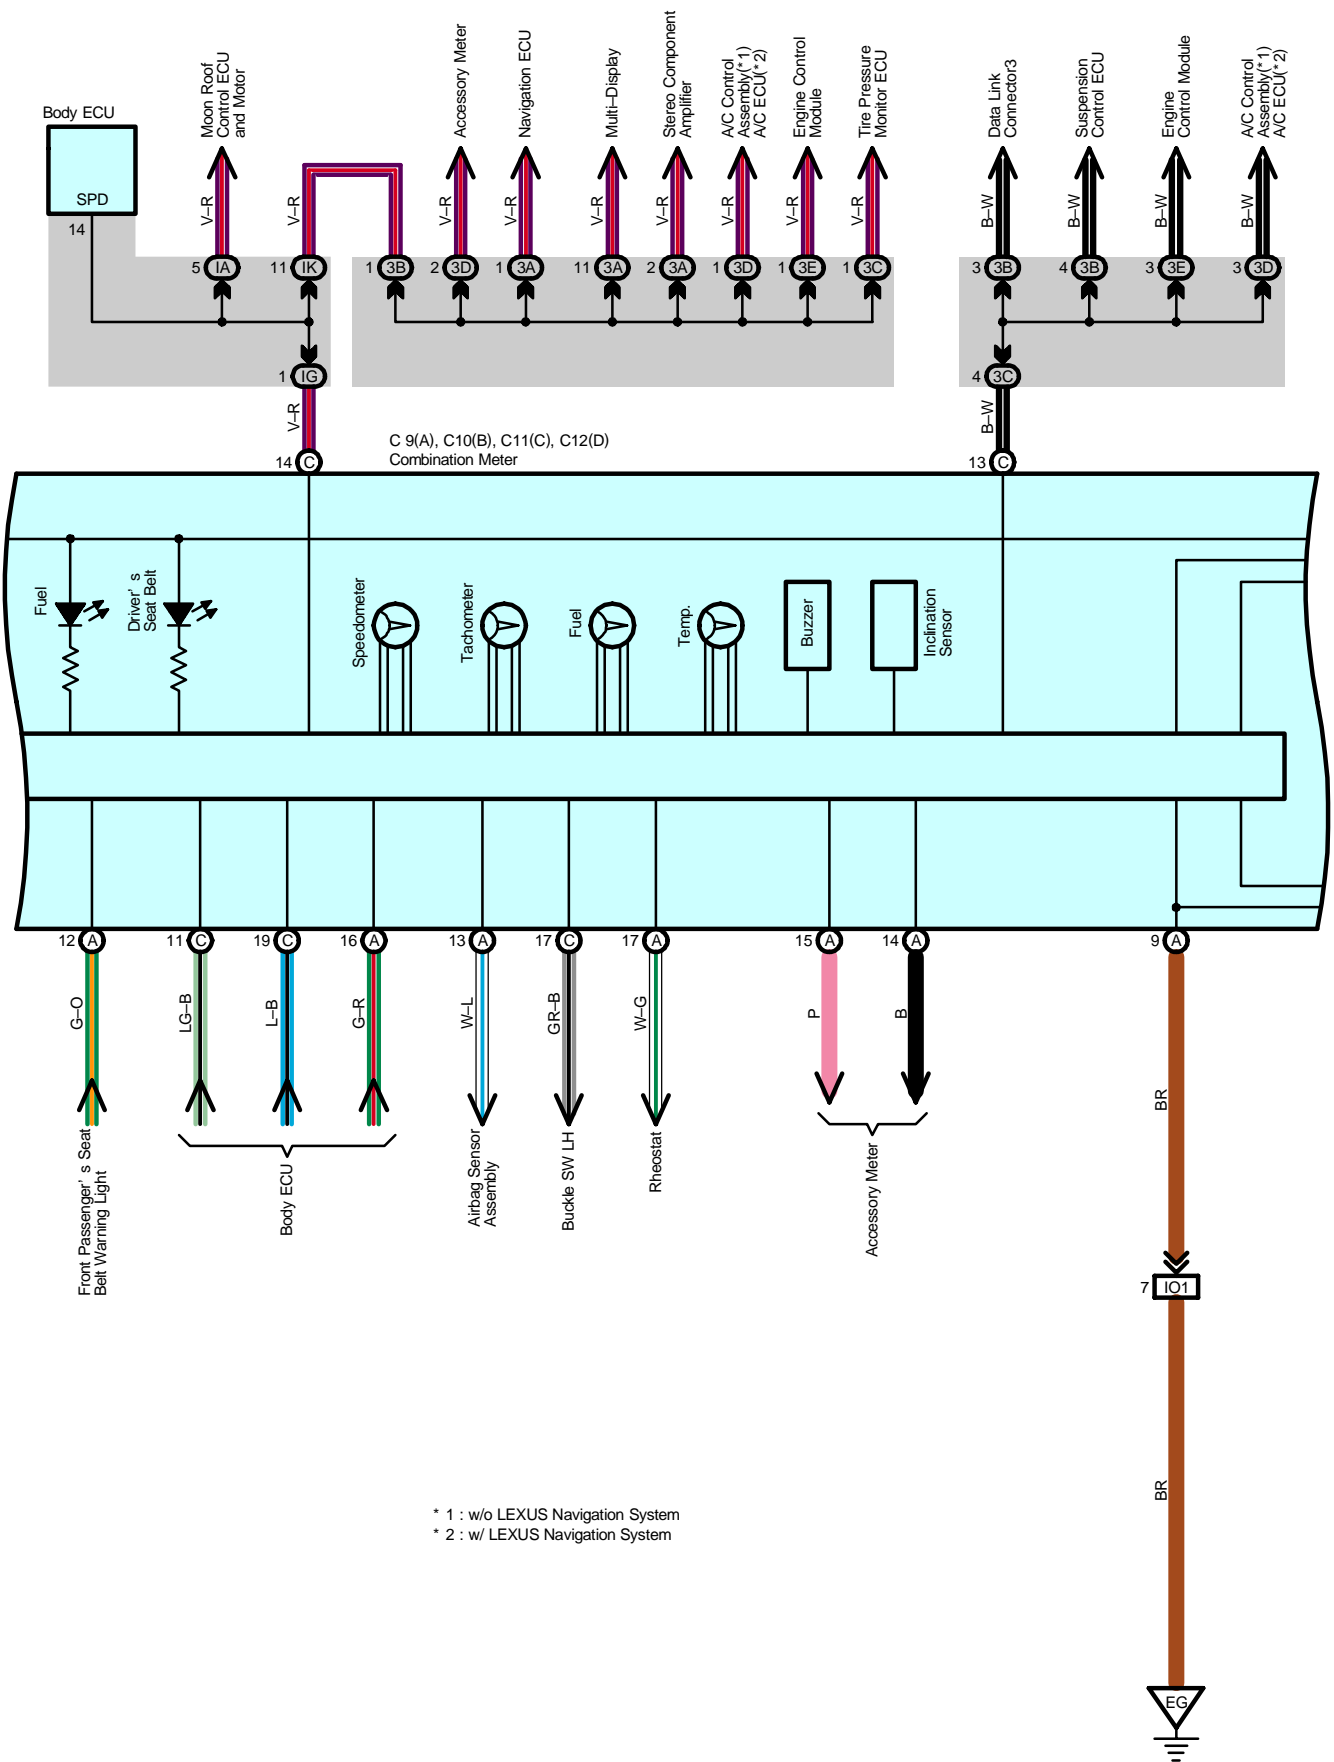 Body ECU
SPD
14
Moon Roof
Control ECU
and Motor
Accessory Meter
Navigation ECU
Multi–Display
Stereo Component
Amplifier
A/C Control
Assembly(*1)
A/C ECU(*2)
Engine Control
Module
Tire Pressure
Monitor ECU
Data Link
Connector3
Suspension
Control ECU
Engine
Control Module
A/C Control
Assembly(*1)
A/C ECU(*2)
V–R
V–R
V–R
V–R
V–R
V–R
V–R
V–R
V–R
B–W
B–W
B–W
B–W
5 IA
11 IK
1 3B
2 3D
1 3A
11 3A
2 3A
1 3D
1 3E
1 3C
3 3B
4 3B
3 3E
3 3D
1 IG
4 3C
V–R
B–W
C 9(A), C10(B), C11(C), C12(D)
Combination Meter
14 C
13 C
Fuel
Driver' s
Seat Belt
Speedometer
Tachometer
Fuel
Temp.
Buzzer
Inclination
Sensor
12 A
11 C
19 C
16 A
13 A
17 C
17 A
15 A
14 A
9 A
G–O
LG–B
L–B
G–R
W–L
GR–B
W–G
P
B
BR
Front Passenger' s Seat
Belt Warning Light
Body ECU
Airbag Sensor
Assembly
Buckle SW LH
Rheostat
Accessory Meter
7 IO1
BR
* 1 : w/o LEXUS Navigation System
* 2 : w/ LEXUS Navigation System
EG